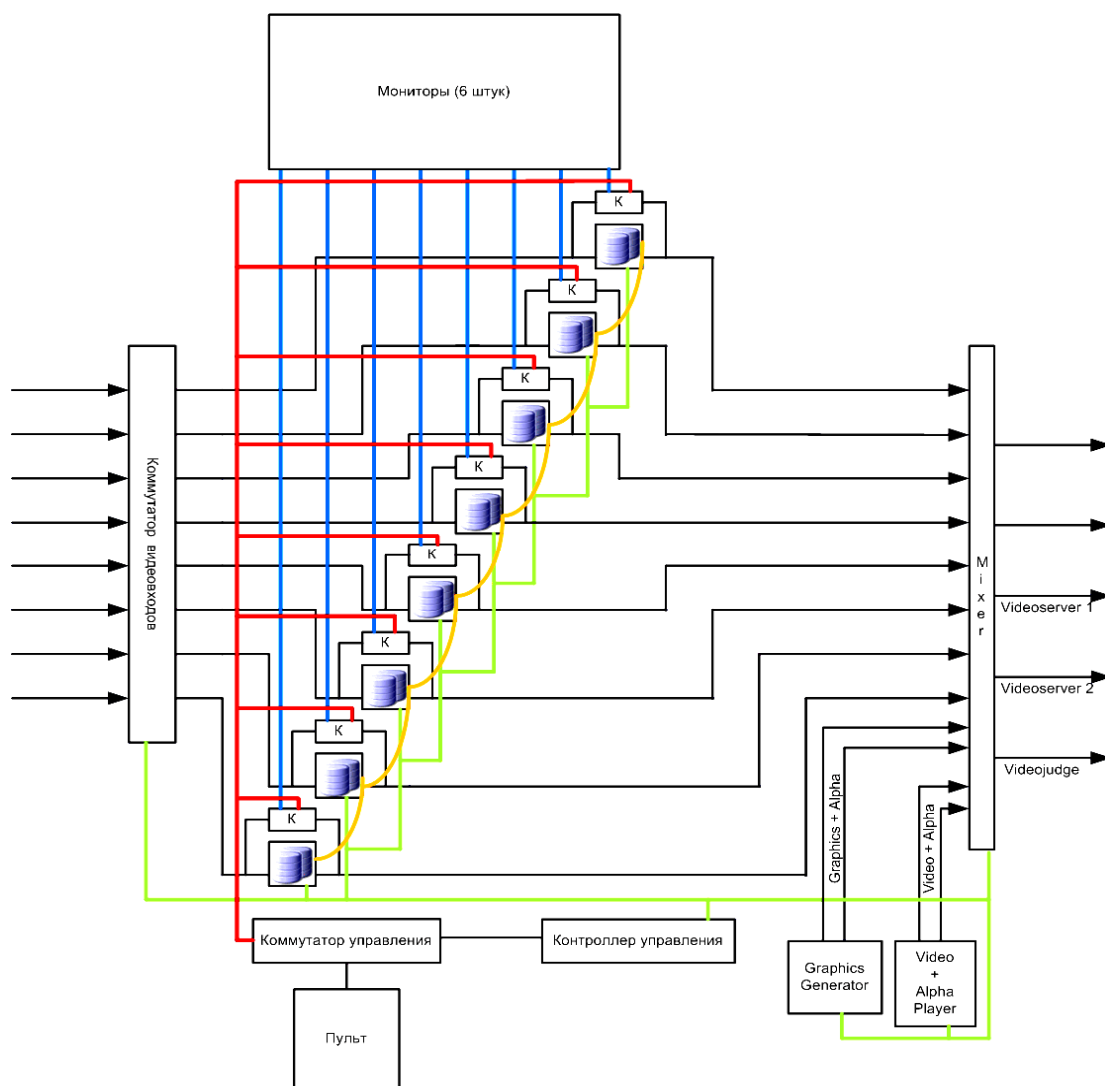 Мониторы (6 штук)
К
К
К
К
К
К
К
К
Коммутатор видеовходов
Mixer
Videoserver 1
Videoserver 2
Videojudge
Graphics + Alpha
Video + Alpha
Коммутатор управления
Контроллер управления
Graphics
Generator
Video
+
Alpha
Player
Пульт